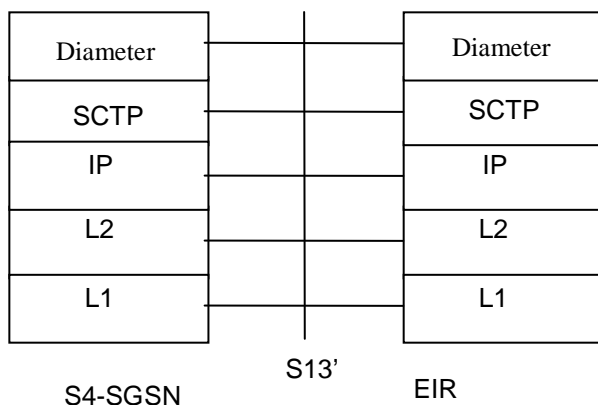 Diameter Diameter
SCTP SCTP
IP IP
L2 L2
L1 L1
S13’
S4-SGSN EIR